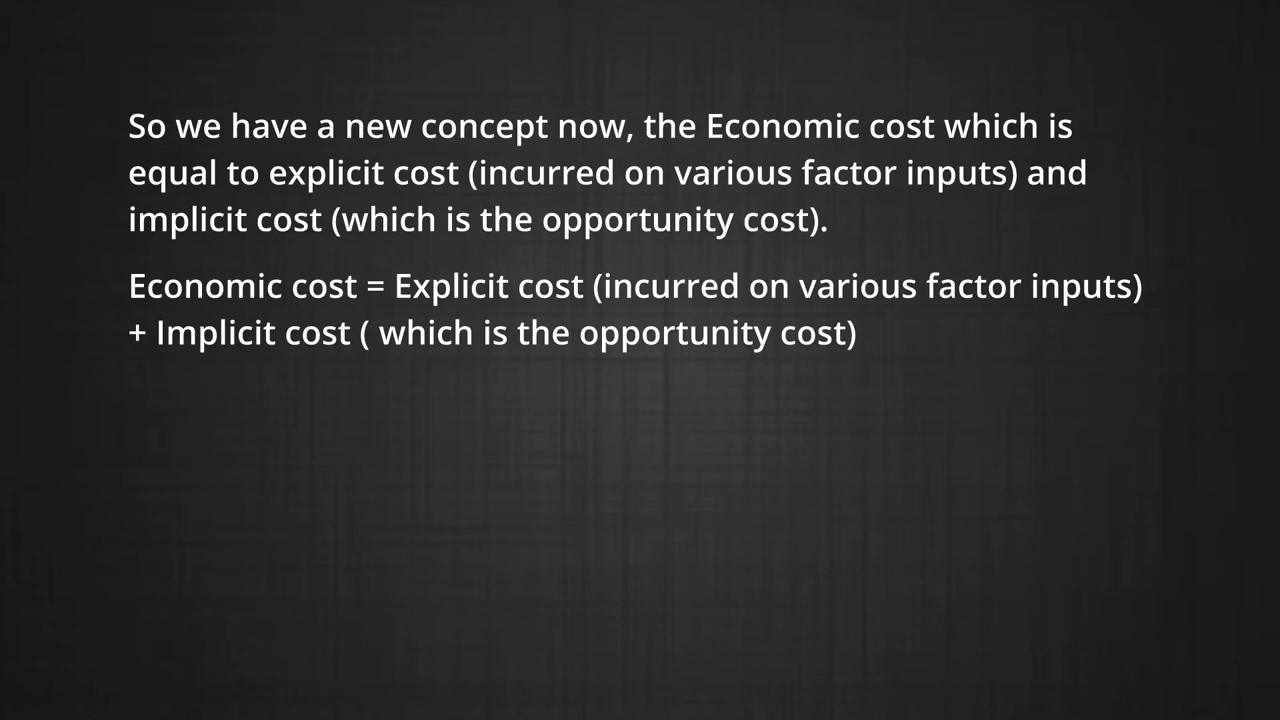 So we have a new concept now, the Economic cost which is
equal to explicit cost (incurred on various factor inputs) and
implicit cost (which is the opportunity cost).
Economic cost = Explicit cost (incurred on various factor inputs)
+ Implicit cost ( which is the opportunity cost)